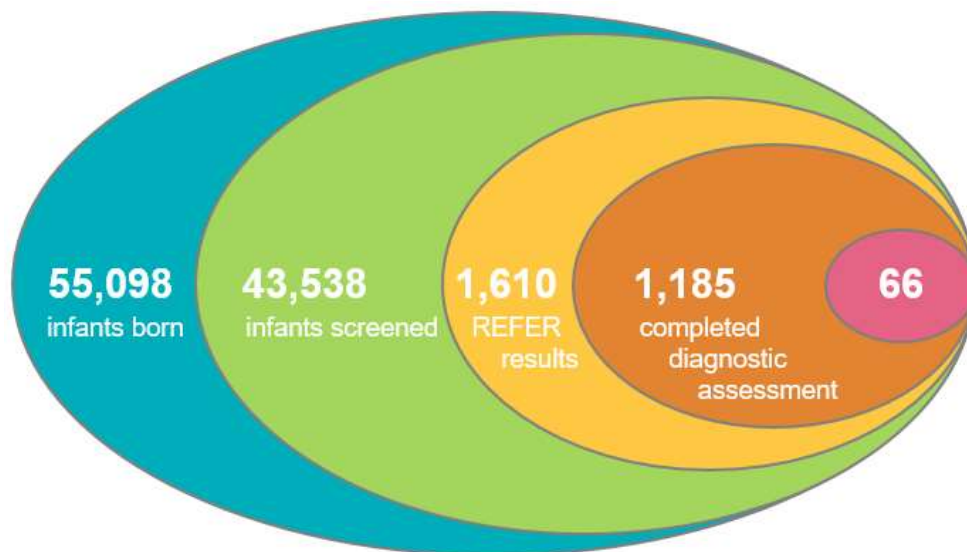 55,098
infants born
43,538
infants screened
1,610
REFER
results
1,185
completed
diagnostic
assessment
66